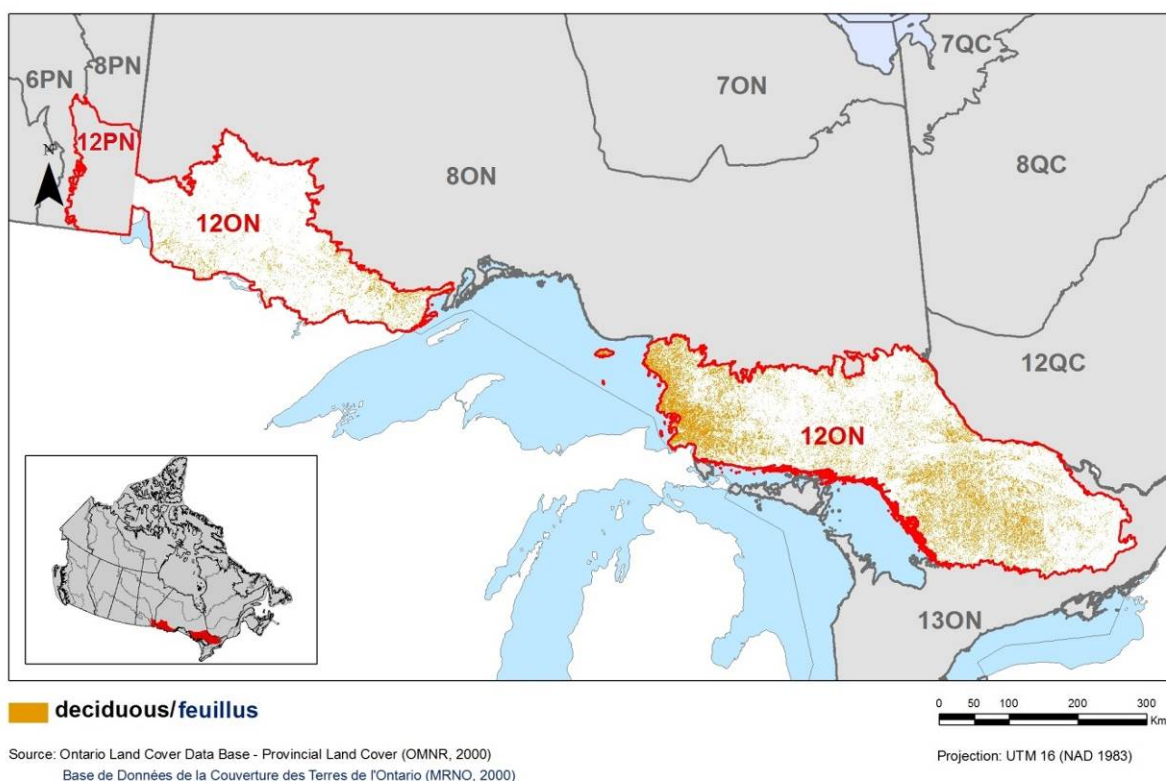 7QC
6PN
8PN
7ON
12PN
N
8ON
8QC
12ON
12QC
12ON
13ON
deciduous/feuillus
0 50 100 200 300
Km
Source: Ontario Land Cover Data Base - Provincial Land Cover (OMNR, 2000)
Projection: UTM 16 (NAD 1983)
Base de Données de la Couverture des Terres de l'Ontario (MRNO, 2000)